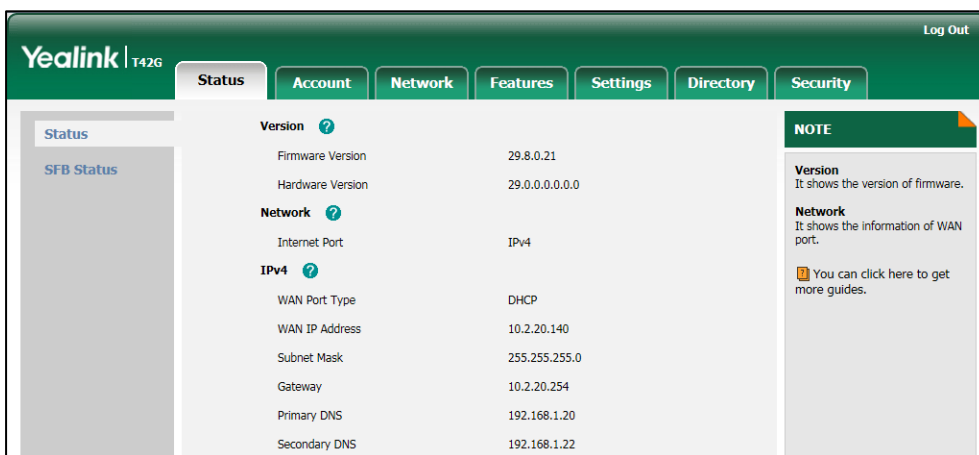 Log Out
Yealink | T42G
Status Account Network Features Settings Directory Security
Status
SFB Status
Version ?
Firmware Version 29.8.0.21
Hardware Version 29.0.0.0.0.0.0
Network ?
Internet Port IPv4
IPv4 ?
WAN Port Type DHCP
WAN IP Address 10.2.20.140
Subnet Mask 255.255.255.0
Gateway 10.2.20.254
Primary DNS 192.168.1.20
Secondary DNS 192.168.1.22
NOTE
Version
It shows the version of firmware.
Network
It shows the information of WAN
port.
? You can click here to get
more guides.